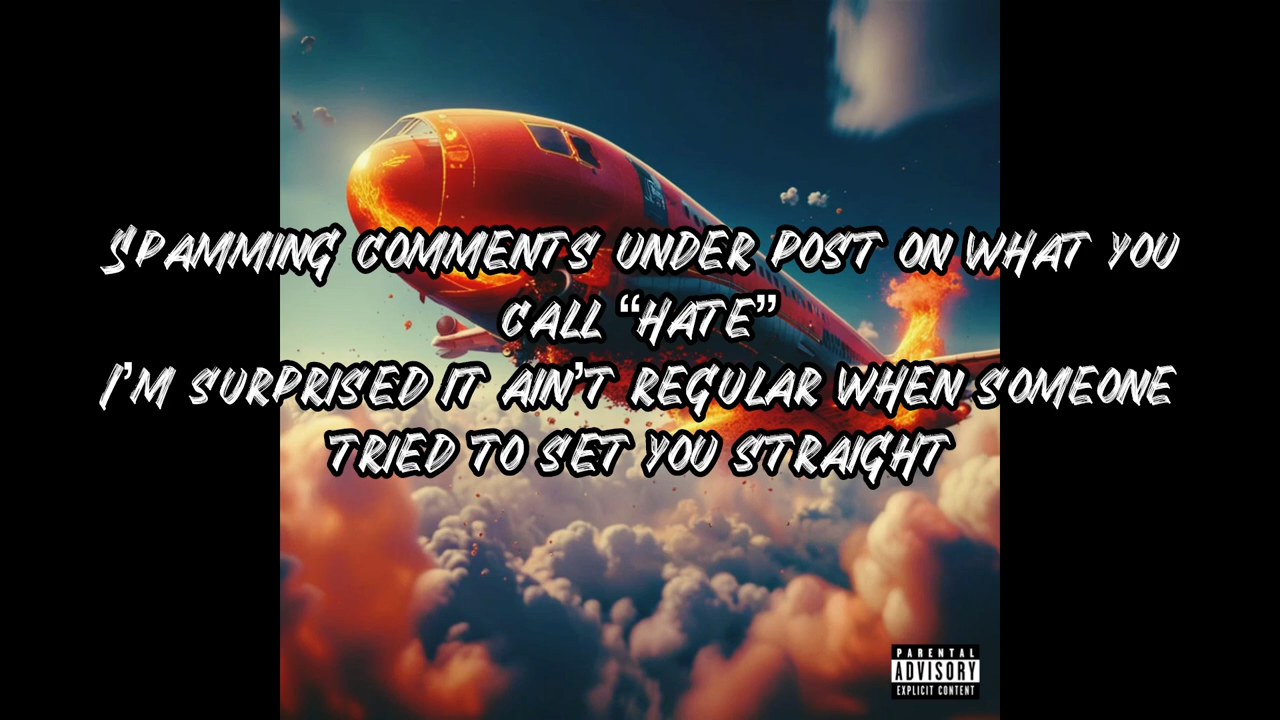 SPAMMING COMMENTS UNDER POST ON WHAT YOU
CALL “HATE”
I’M SURPRISED IT AIN’T REGULAR WHEN SOMEONE
TRIED TO SET YOU STRAIGHT
PARENTAL
ADVISORY
EXPLICIT CONTENT